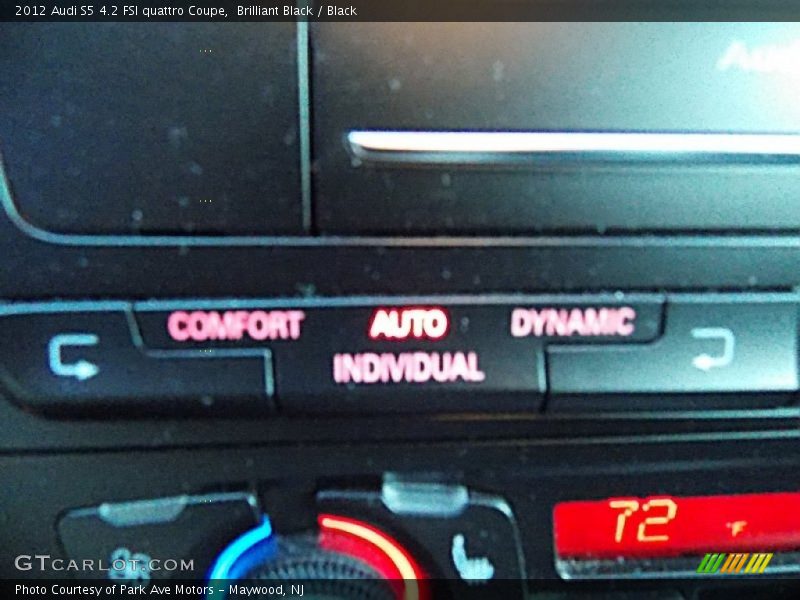 2012 Audi S5 4.2 FSI quattro Coupe,  Brilliant Black / Black
COMFORT AUTO DYNAMIC
INDIVIDUAL
72 °F
GTCARLOT.COM
Photo Courtesy of Park Ave Motors - Maywood, NJ